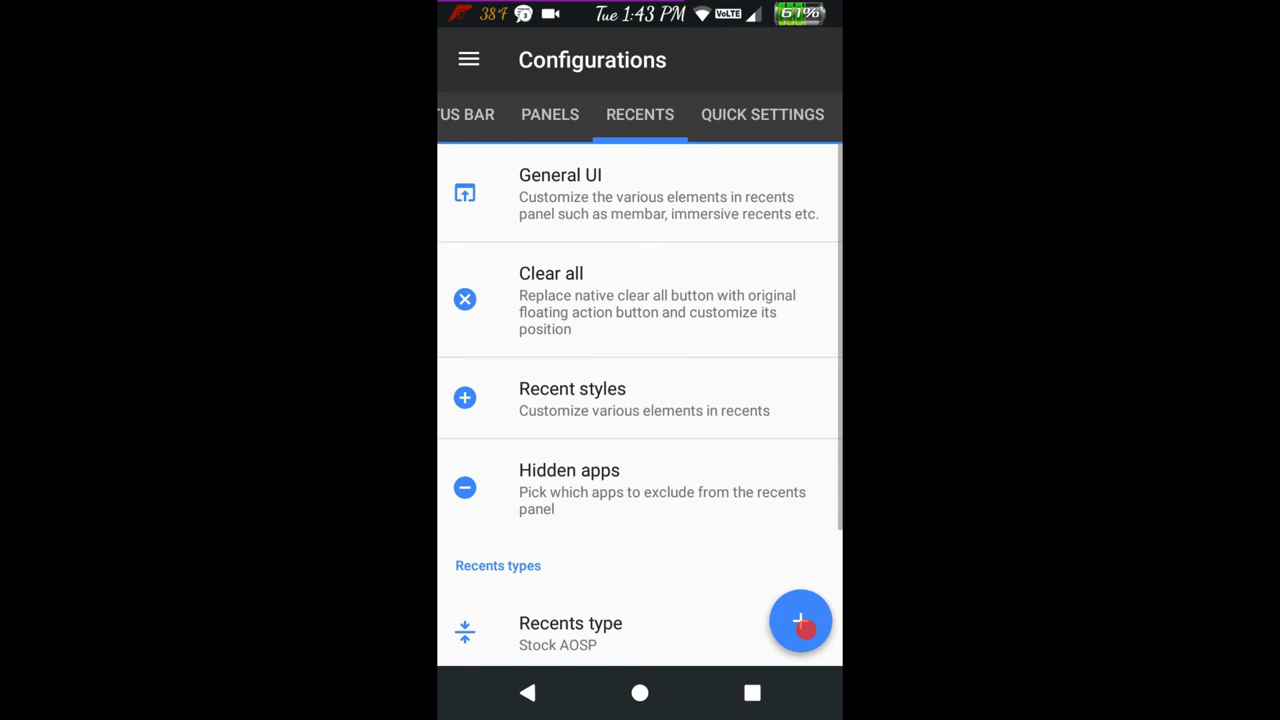 38° Tue 1:43 PM VoLTE 61%
Configurations
TUS BAR PANELS RECENTS QUICK SETTINGS
General UI
Customize the various elements in recents
panel such as membar, immersive recents etc.
Clear all
Replace native clear all button with original
floating action button and customize its
position
Recent styles
Customize various elements in recents
Hidden apps
Pick which apps to exclude from the recents
panel
Recents types
Recents type
Stock AOSP